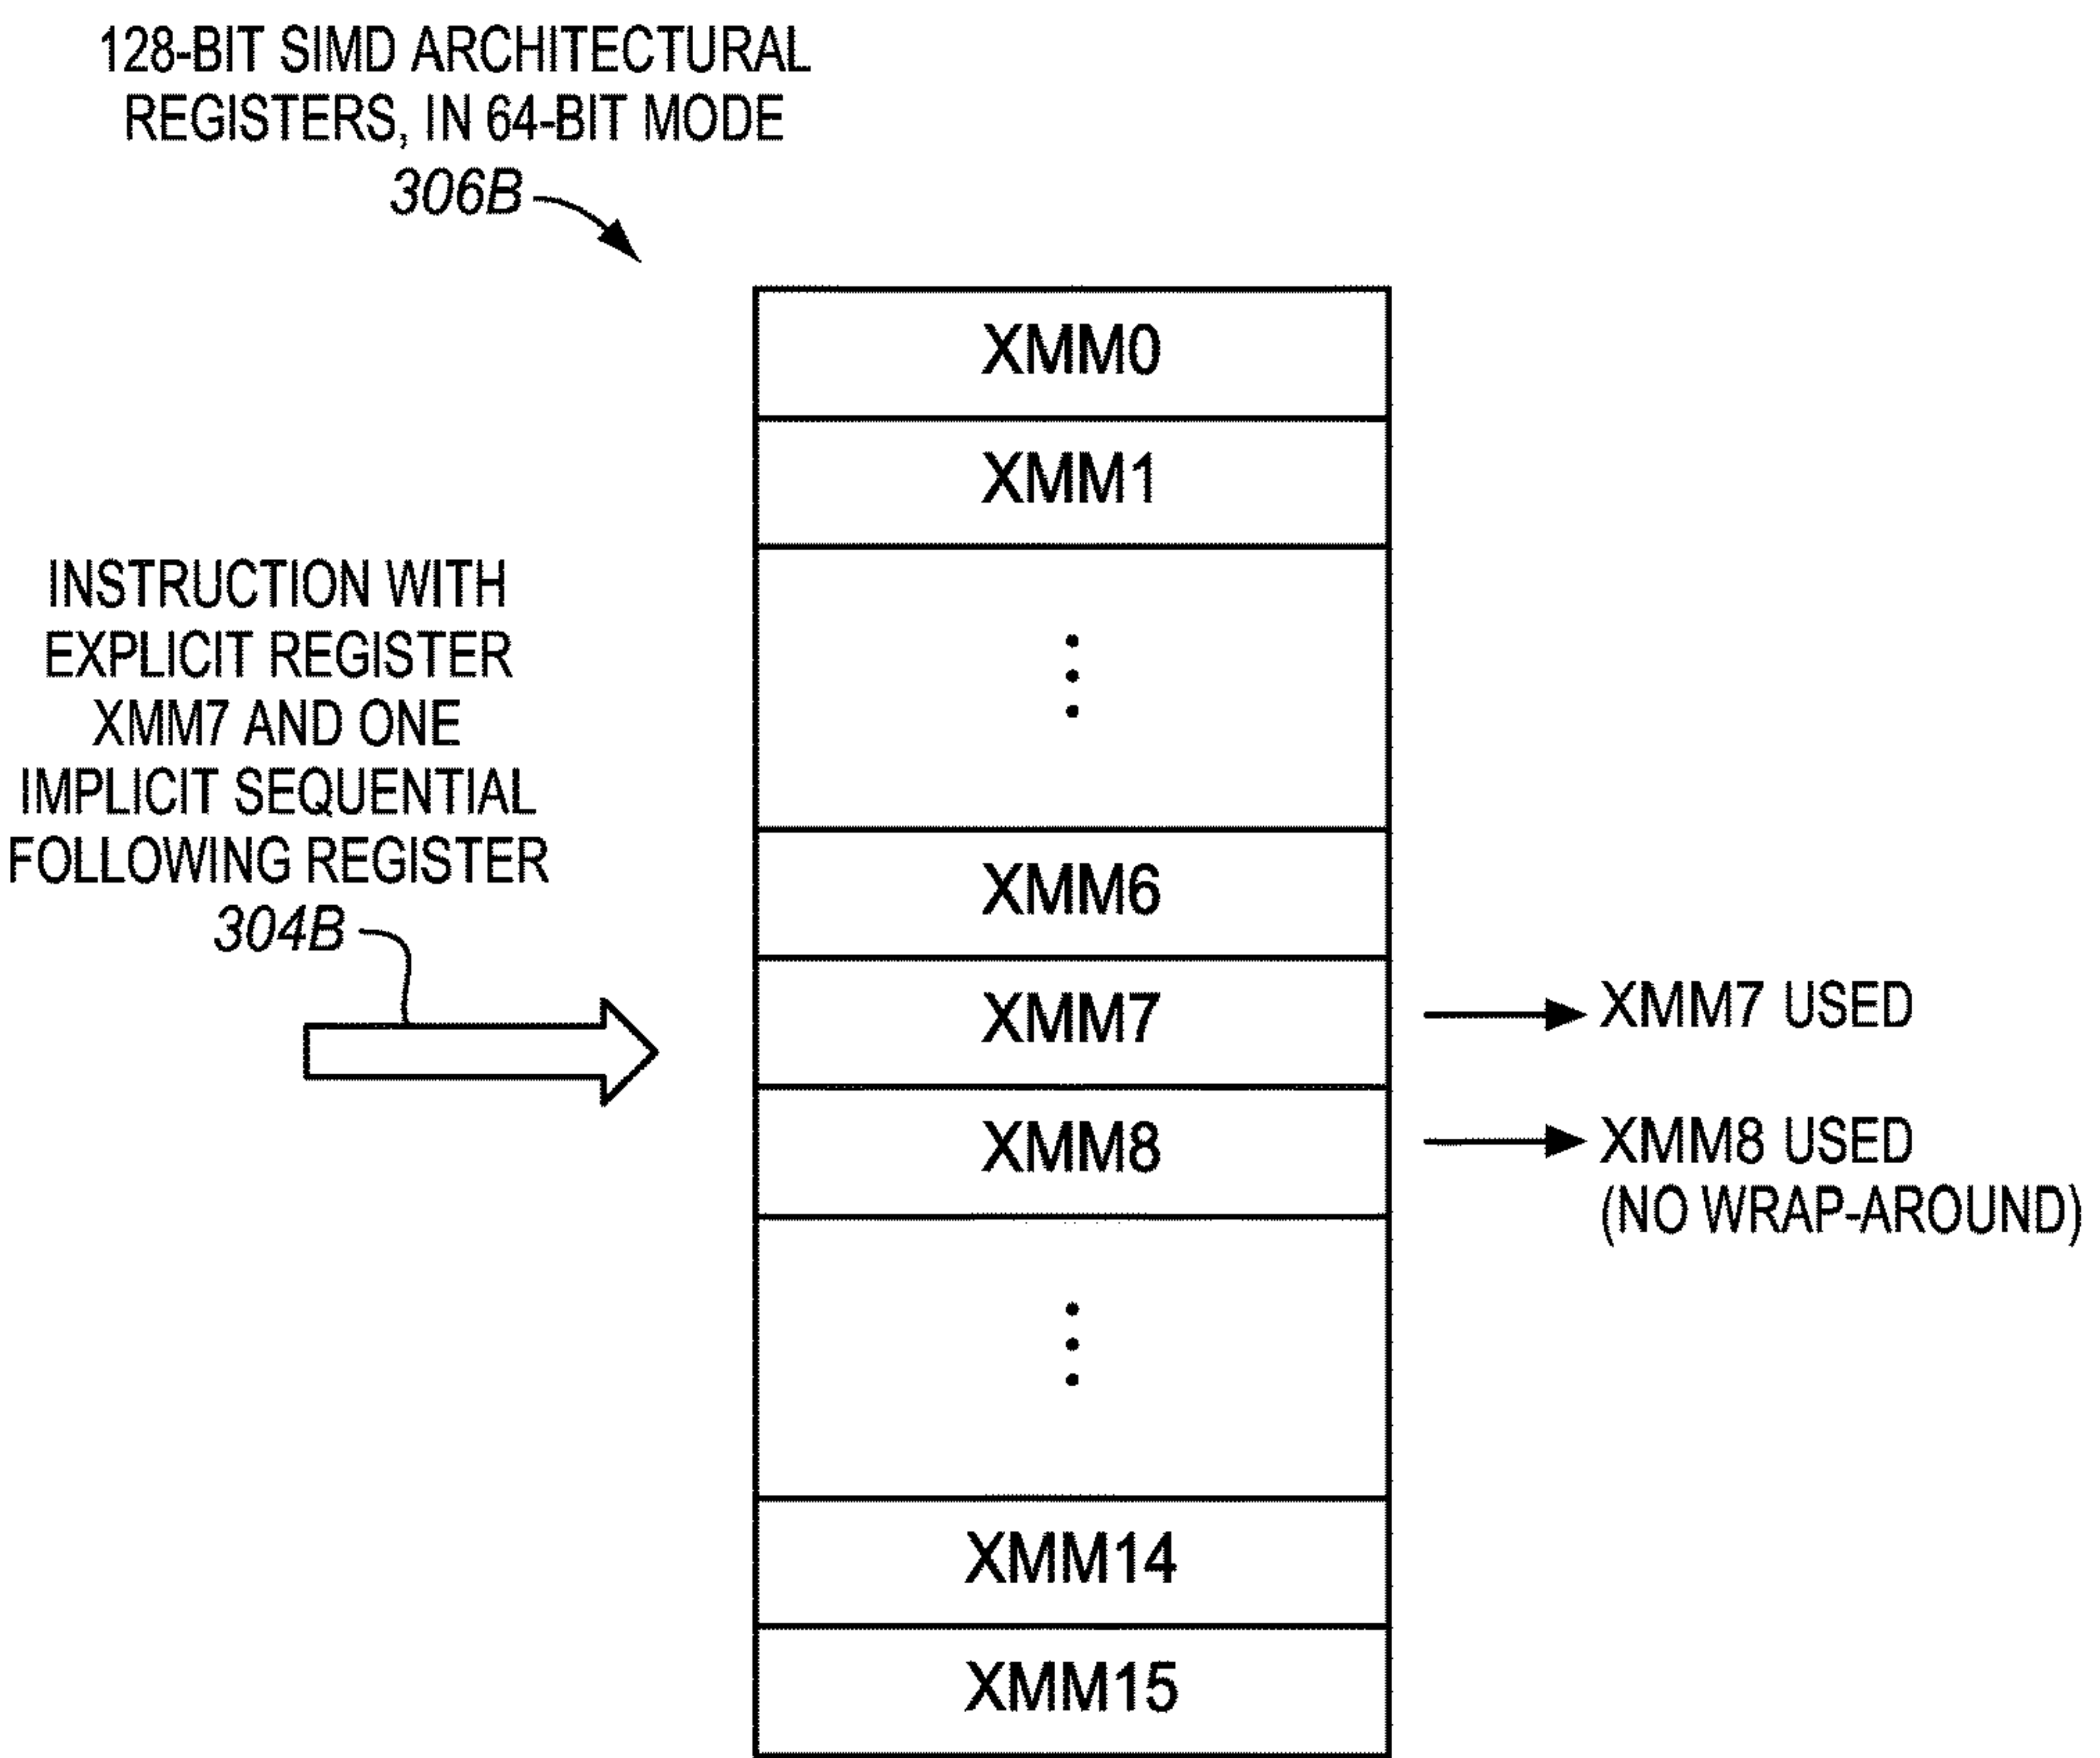 128-BIT SIMD ARCHITECTURAL
REGISTERS, IN 64-BIT MODE
306B
XMM0
XMM1
INSTRUCTION WITH
EXPLICIT REGISTER
XMM7 AND ONE
IMPLICIT SEQUENTIAL
FOLLOWING REGISTER
304B
XMM6
XMM7
XMM8
XMM7 USED
XMM8 USED
(NO WRAP-AROUND)
XMM14
XMM15